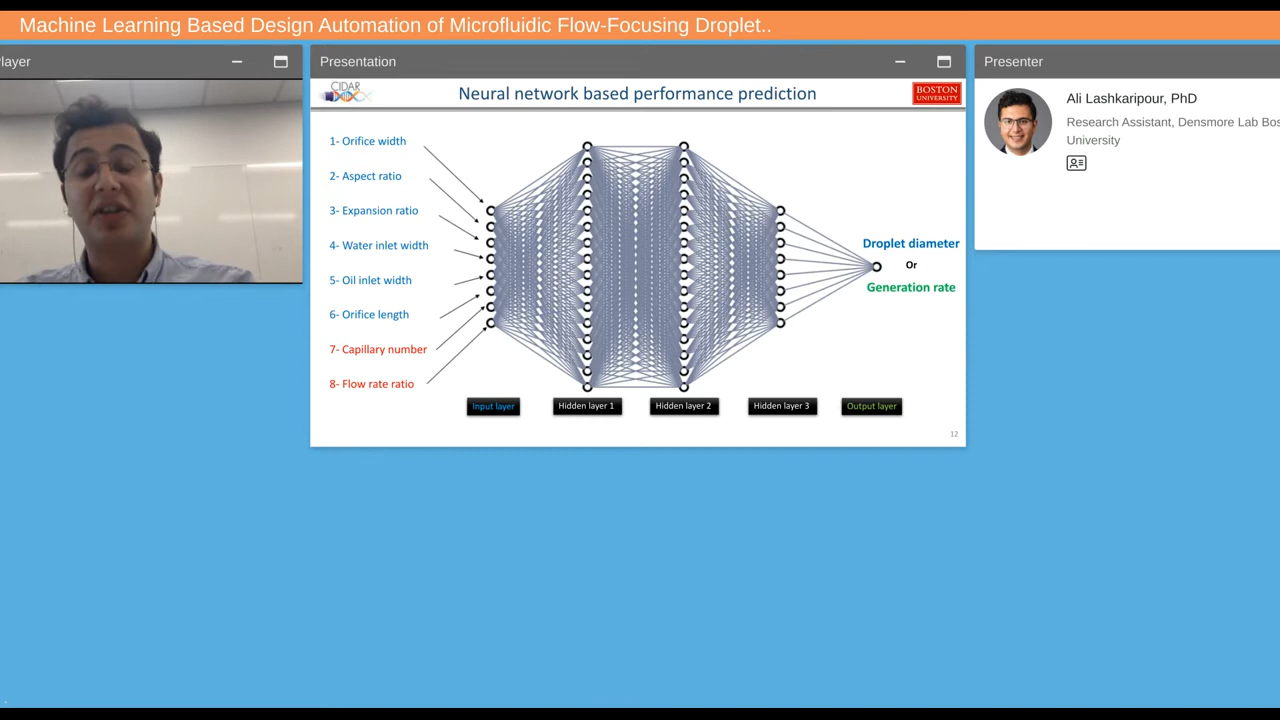 Machine Learning Based Design Automation of Microfluidic Flow-Focusing Droplet..
layer
Presentation
Presenter
CIDAR
Neural network based performance prediction
BOSTON
UNIVERSITY
Ali Lashkaripour, PhD
Research Assistant, Densmore Lab Bos
University
1- Orifice width
2- Aspect ratio
3- Expansion ratio
4- Water inlet width
5- Oil inlet width
6- Orifice length
7- Capillary number
8- Flow rate ratio
Droplet diameter
Or
Generation rate
Input layer
Hidden layer 1
Hidden layer 2
Hidden layer 3
Output layer
12